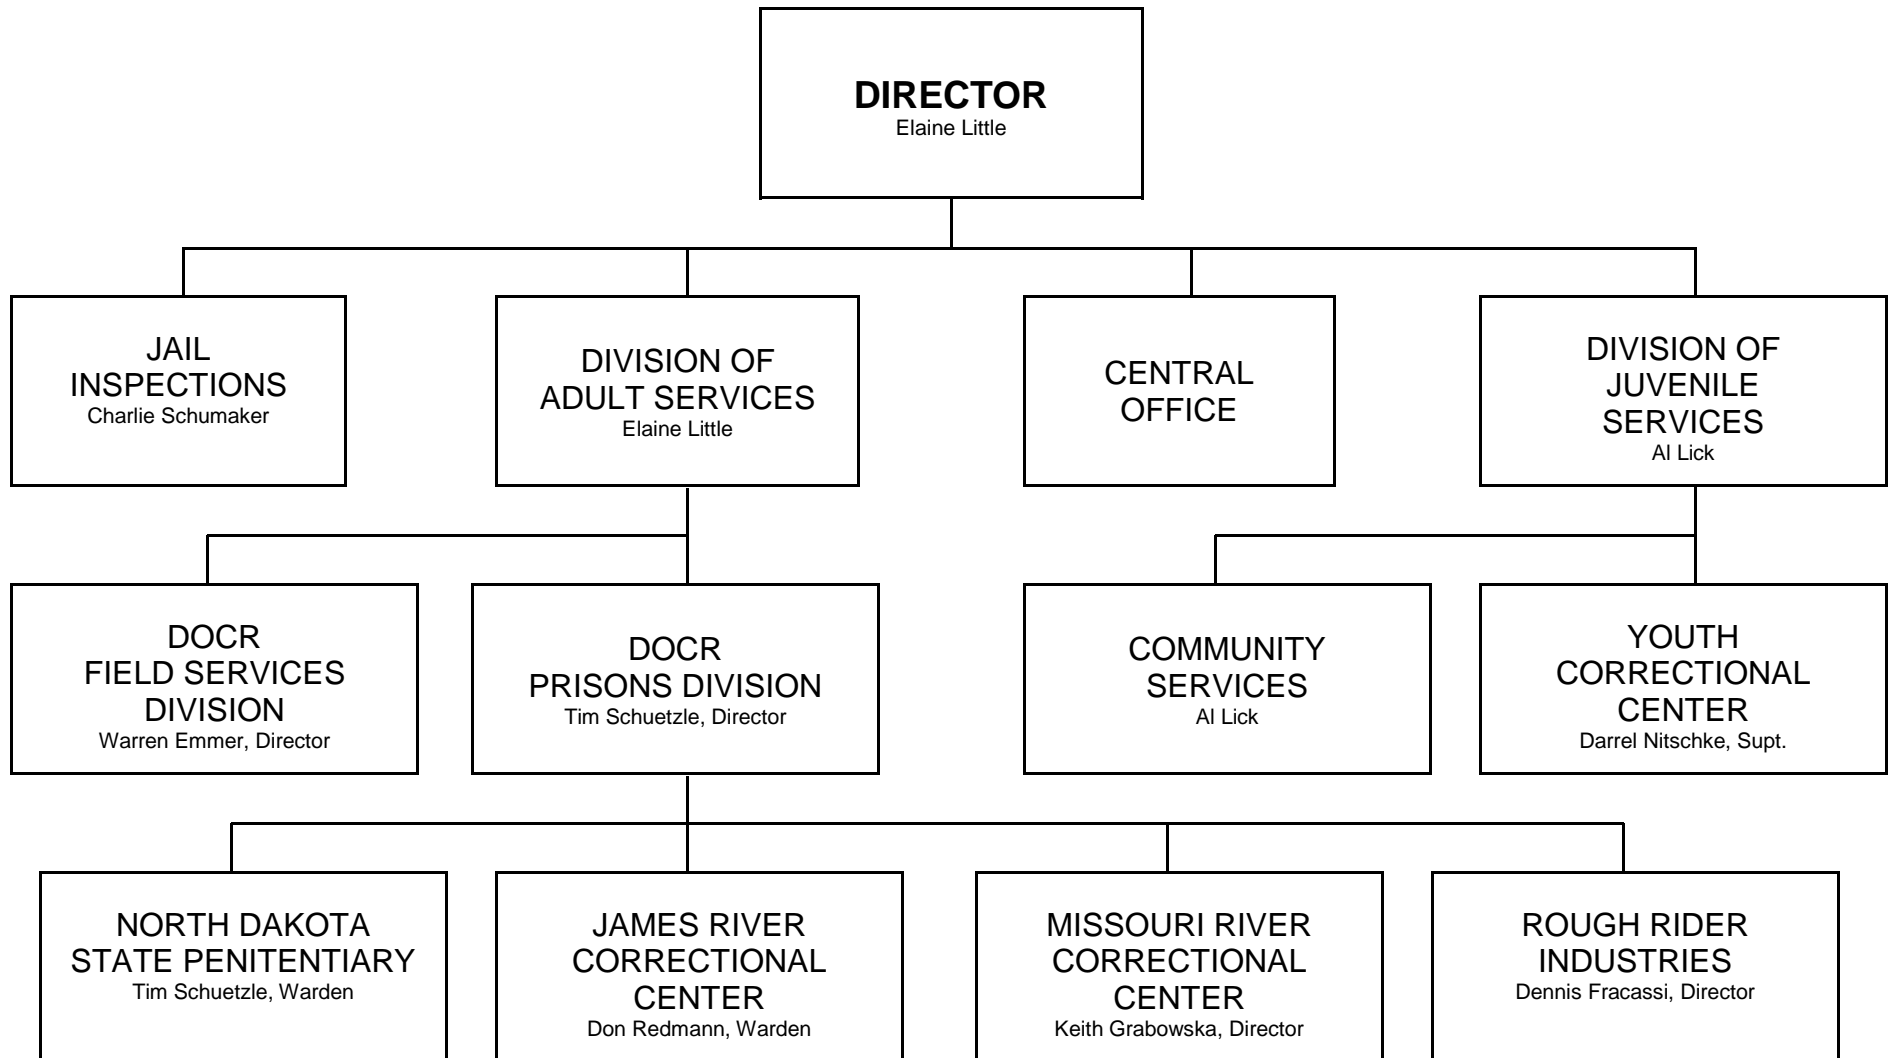 DIRECTOR
Elaine Little
JAIL
INSPECTIONS
Charlie Schumaker
DIVISION OF
ADULT SERVICES
Elaine Little
CENTRAL
OFFICE
DIVISION OF
JUVENILE
SERVICES
Al Lick
DOCR
FIELD SERVICES
DIVISION
Warren Emmer, Director
DOCR
PRISONS DIVISION
Tim Schuetzle, Director
COMMUNITY
SERVICES
Al Lick
YOUTH
CORRECTIONAL
CENTER
Darrel Nitschke, Supt.
NORTH DAKOTA
STATE PENITENTIARY
Tim Schuetzle, Warden
JAMES RIVER
CORRECTIONAL
CENTER
Don Redmann, Warden
MISSOURI RIVER
CORRECTIONAL
CENTER
Keith Grabowska, Director
ROUGH RIDER
INDUSTRIES
Dennis Fracassi, Director